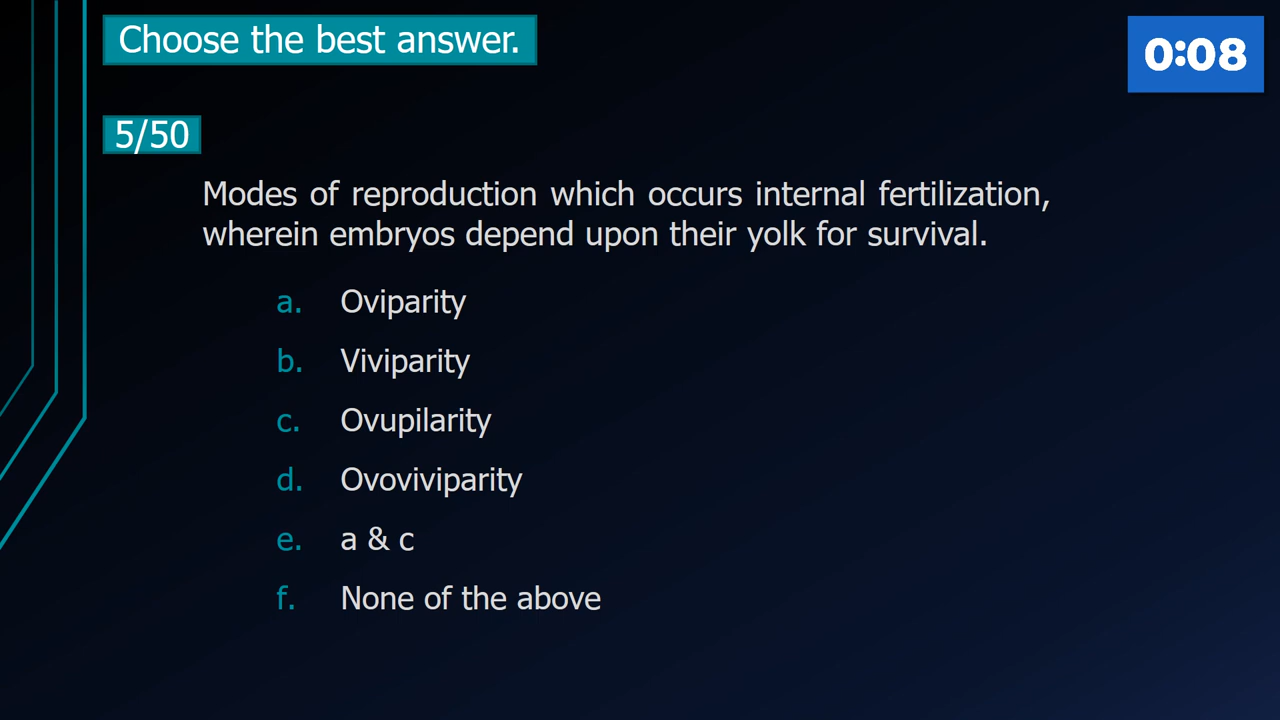 Choose the best answer.
0:08
5/50
Modes of reproduction which occurs internal fertilization,
wherein embryos depend upon their yolk for survival.
a. Oviparity
b. Viviparity
c. Ovupilarity
d. Ovoviviparity
e. a & c
f. None of the above